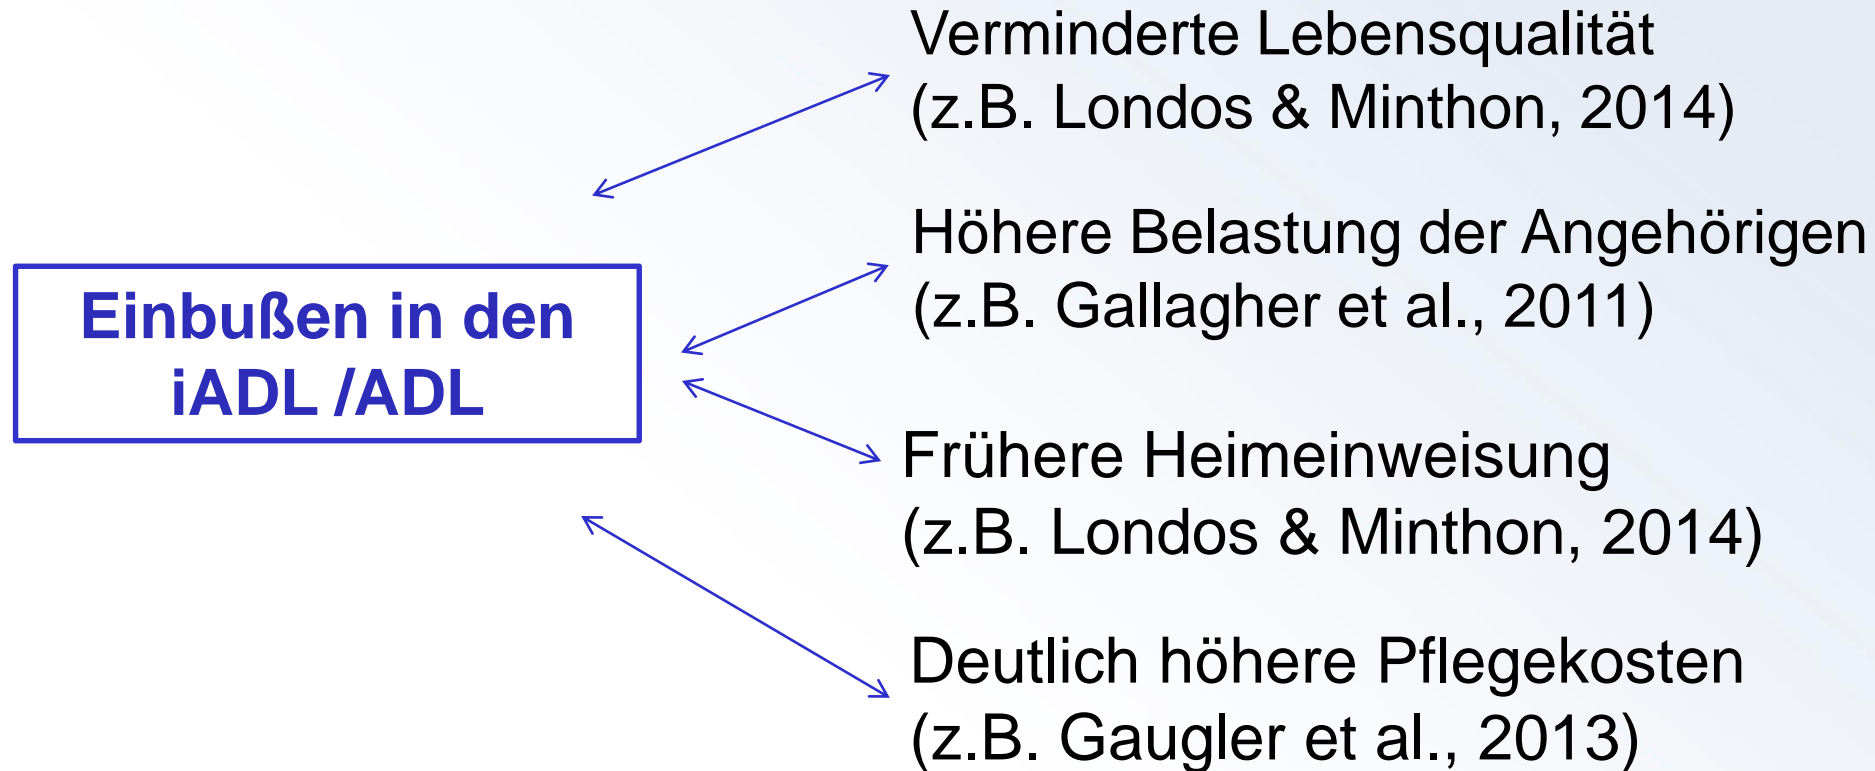 Verminderte Lebensqualität
(z.B. Londos & Minthon, 2014)
Höhere Belastung der Angehörigen
(z.B. Gallagher et al., 2011)
Einbußen in den
iADL /ADL
Frühere Heimeinweisung
(z.B. Londos & Minthon, 2014)
Deutlich höhere Pflegekosten
(z.B. Gaugler et al., 2013)